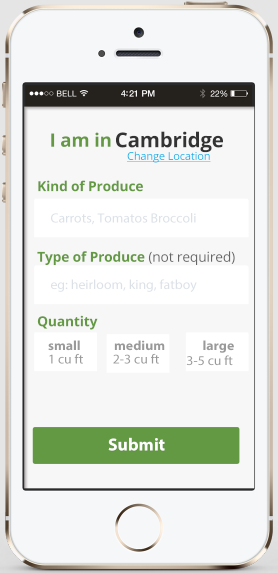 BELL 4:21 PM 22%
I am in Cambridge
Change Location
Kind of Produce
Carrots, Tomatos Broccoli
Type of Produce (not required)
eg: heirloom, king, fatboy
Quantity
small medium large
1 cu ft 2-3 cu ft 3-5 cu ft
Submit